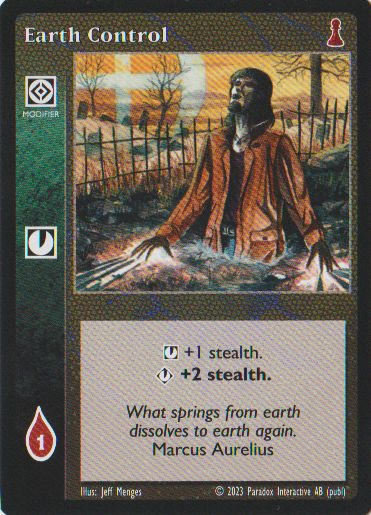 Earth Control
MODIFIER
+1 stealth.
+2 stealth.
1
What springs from earth
dissolves to earth again.
Marcus Aurelius
Illus: Jeff Menges © 2023 Paradox Interactive AB (publ)